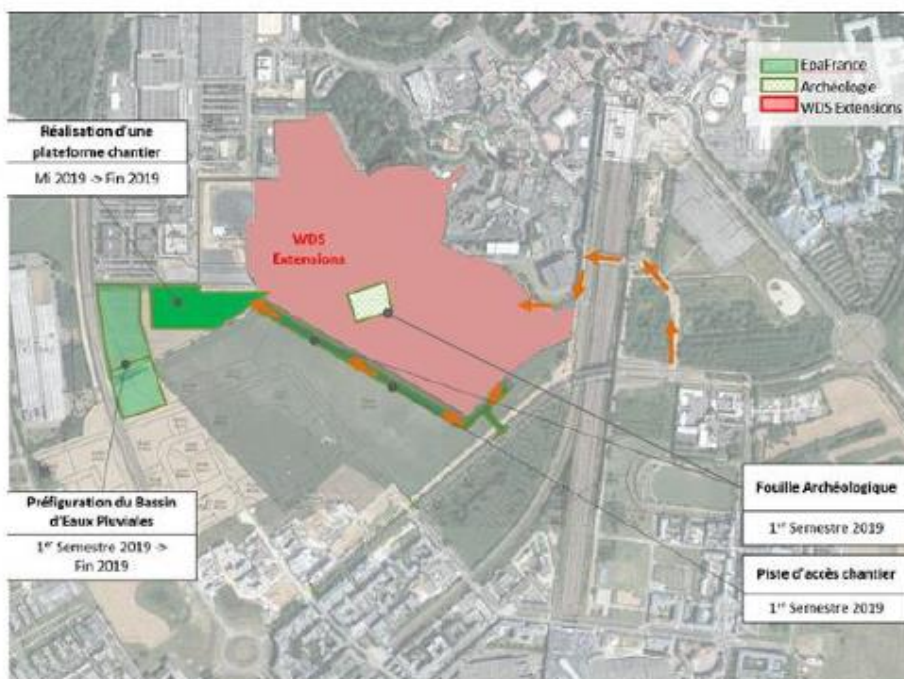 EpaFrance
Archéologie
WDS Extensions
Réalisation d'une
plateforme chantier
Mi 2019 -> Fin 2019
WDS
Extensions
Préfiguration du Bassin
d'Eaux Pluviales
1er Semestre 2019 ->
Fin 2019
Fouille Archéologique
1er Semestre 2019
Piste d'accès chantier
1er Semestre 2019